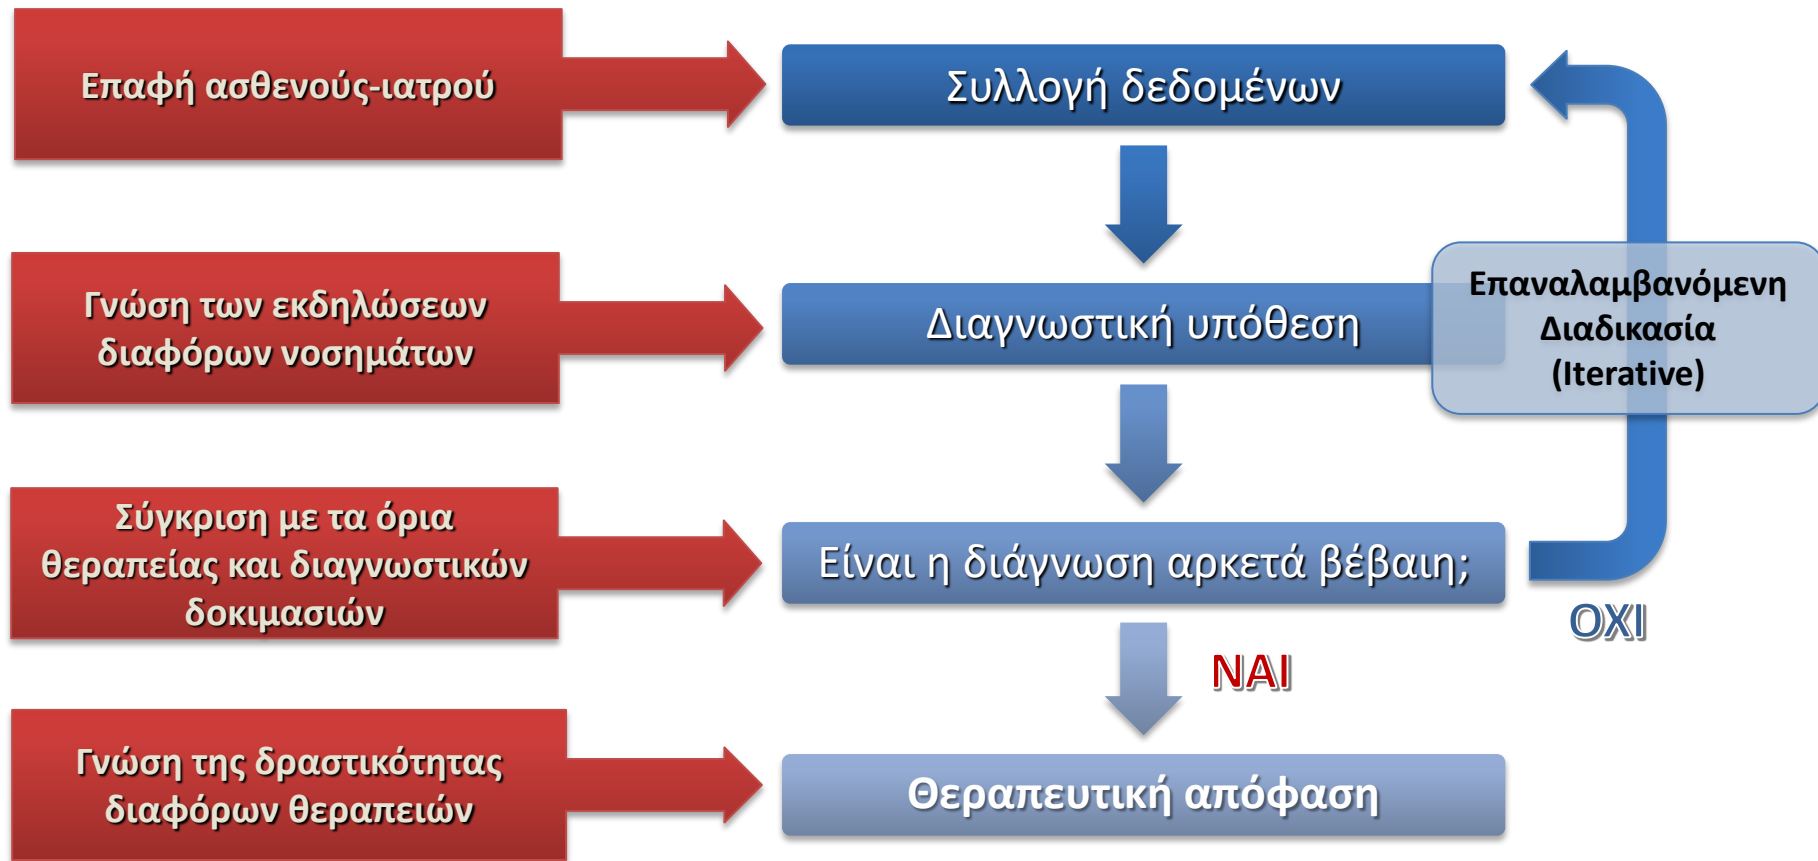 Επαφή ασθενούς-ιατρού
Συλλογή δεδομένων
Γνώση των εκδηλώσεων
διαφόρων νοσημάτων
Διαγνωστική υπόθεση
Επαναλαμβανόμενη
Διαδικασία
(Iterative)
Σύγκριση με τα όρια
θεραπείας και διαγνωστικών
δοκιμασιών
Είναι η διάγνωση αρκετά βέβαιη;
ΟΧΙ
ΝΑΙ
Γνώση της δραστικότητας
διαφόρων θεραπειών
Θεραπευτική απόφαση